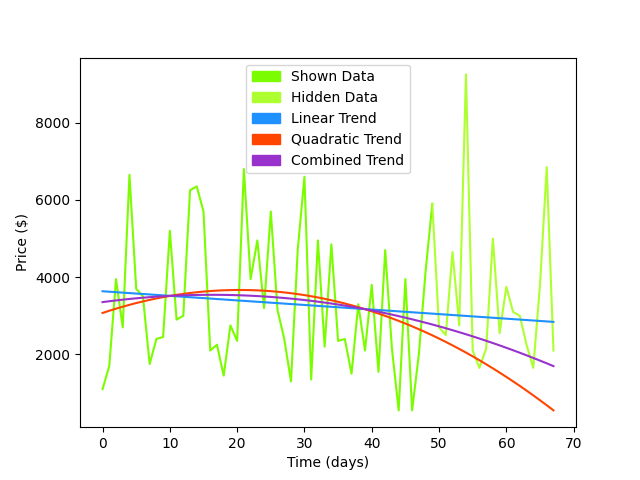 Shown Data
Hidden Data
Linear Trend
Quadratic Trend
Combined Trend
8000
6000
4000
2000
Price ($)
0 10 20 30 40 50 60 70
Time (days)